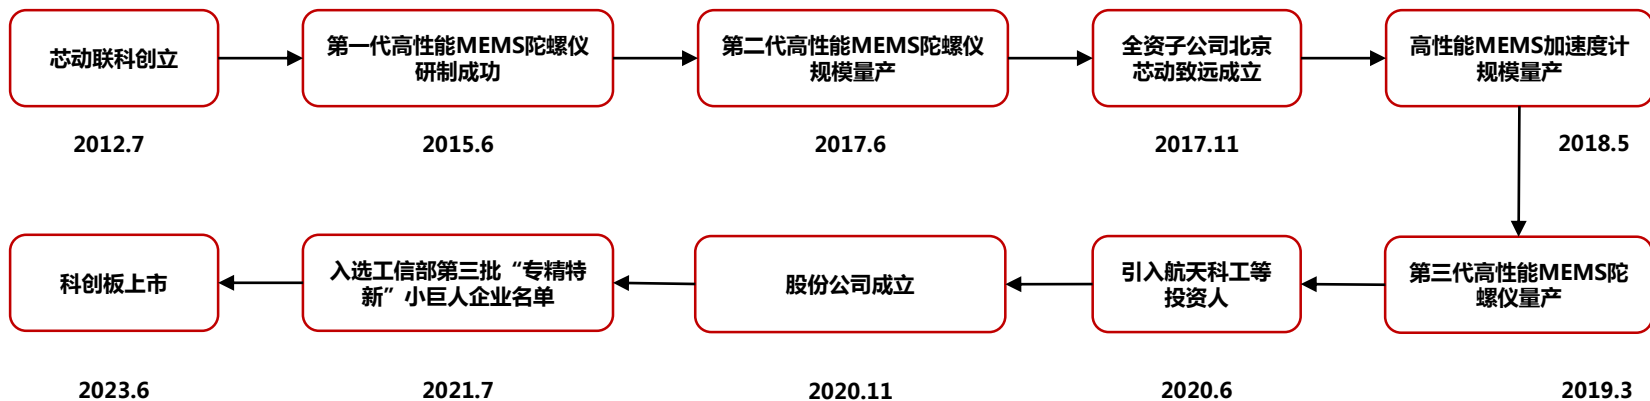 芯动联科创立
第一代高性能MEMS陀螺仪
研制成功
第二代高性能MEMS陀螺仪
规模量产
全资子公司北京
芯动致远成立
高性能MEMS加速度计
规模量产
2012.7
2015.6
2017.6
2017.11
2018.5
科创板上市
入选工信部第三批“专精特
新”小巨人企业名单
股份公司成立
引入航天科工等
投资人
第三代高性能MEMS陀
螺仪量产
2023.6
2021.7
2020.11
2020.6
2019.3